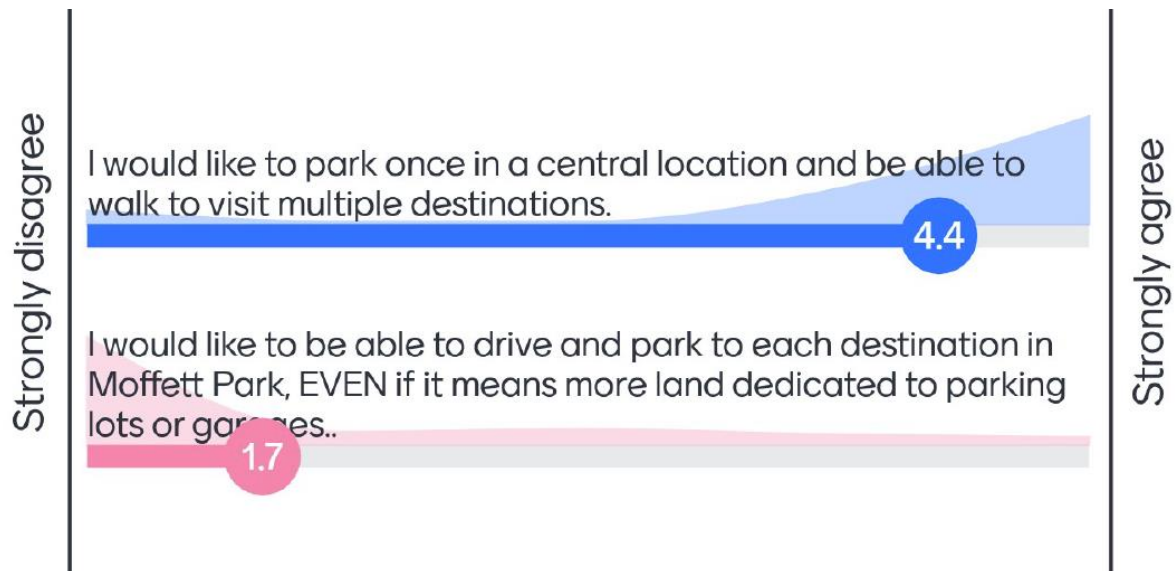 Strongly disagree
I would like to park once in a central location and be able to
walk to visit multiple destinations.
4.4
I would like to be able to drive and park to each destination in
Moffett Park, EVEN if it means more land dedicated to parking
lots or garages..
1.7
Strongly agree